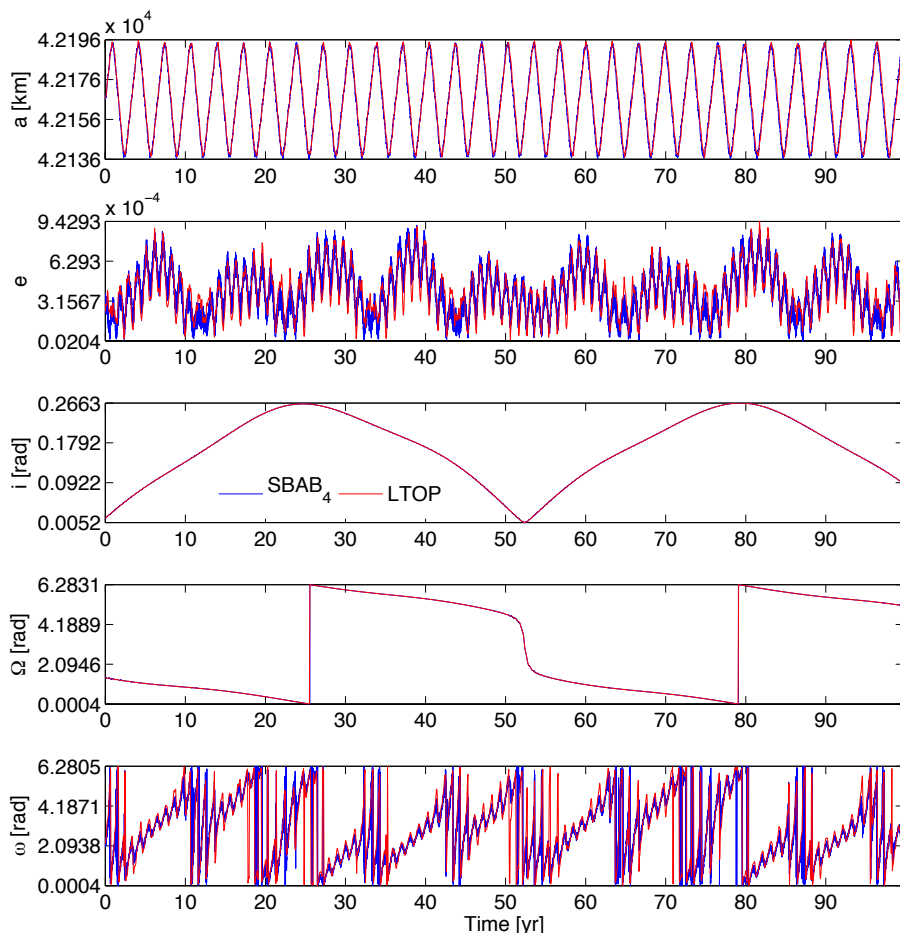 x 10^4
4.2196
4.2176
4.2156
4.2136
a [km]
0 10 20 30 40 50 60 70 80 90
x 10^-4
9.4293
6.293
3.1567
0.0204
e
0 10 20 30 40 50 60 70 80 90
0.2663
0.1792
0.0922
0.0052
i [rad]
SBAB_4 LTOP
0 10 20 30 40 50 60 70 80 90
6.2831
4.1889
2.0946
0.0004
Ω [rad]
0 10 20 30 40 50 60 70 80 90
6.2805
4.1871
2.0938
0.0004
ω [rad]
0 10 20 30 40 50 60 70 80 90
Time [yr]